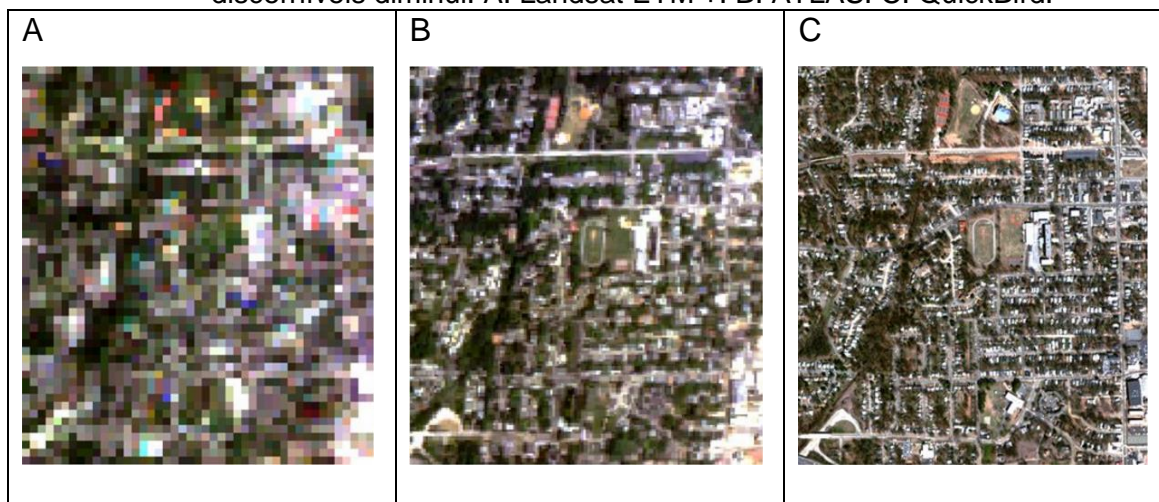 discerníveis diminui. A. Landsat ETM +. B. ATLAS. C. QuickBird.
A B C